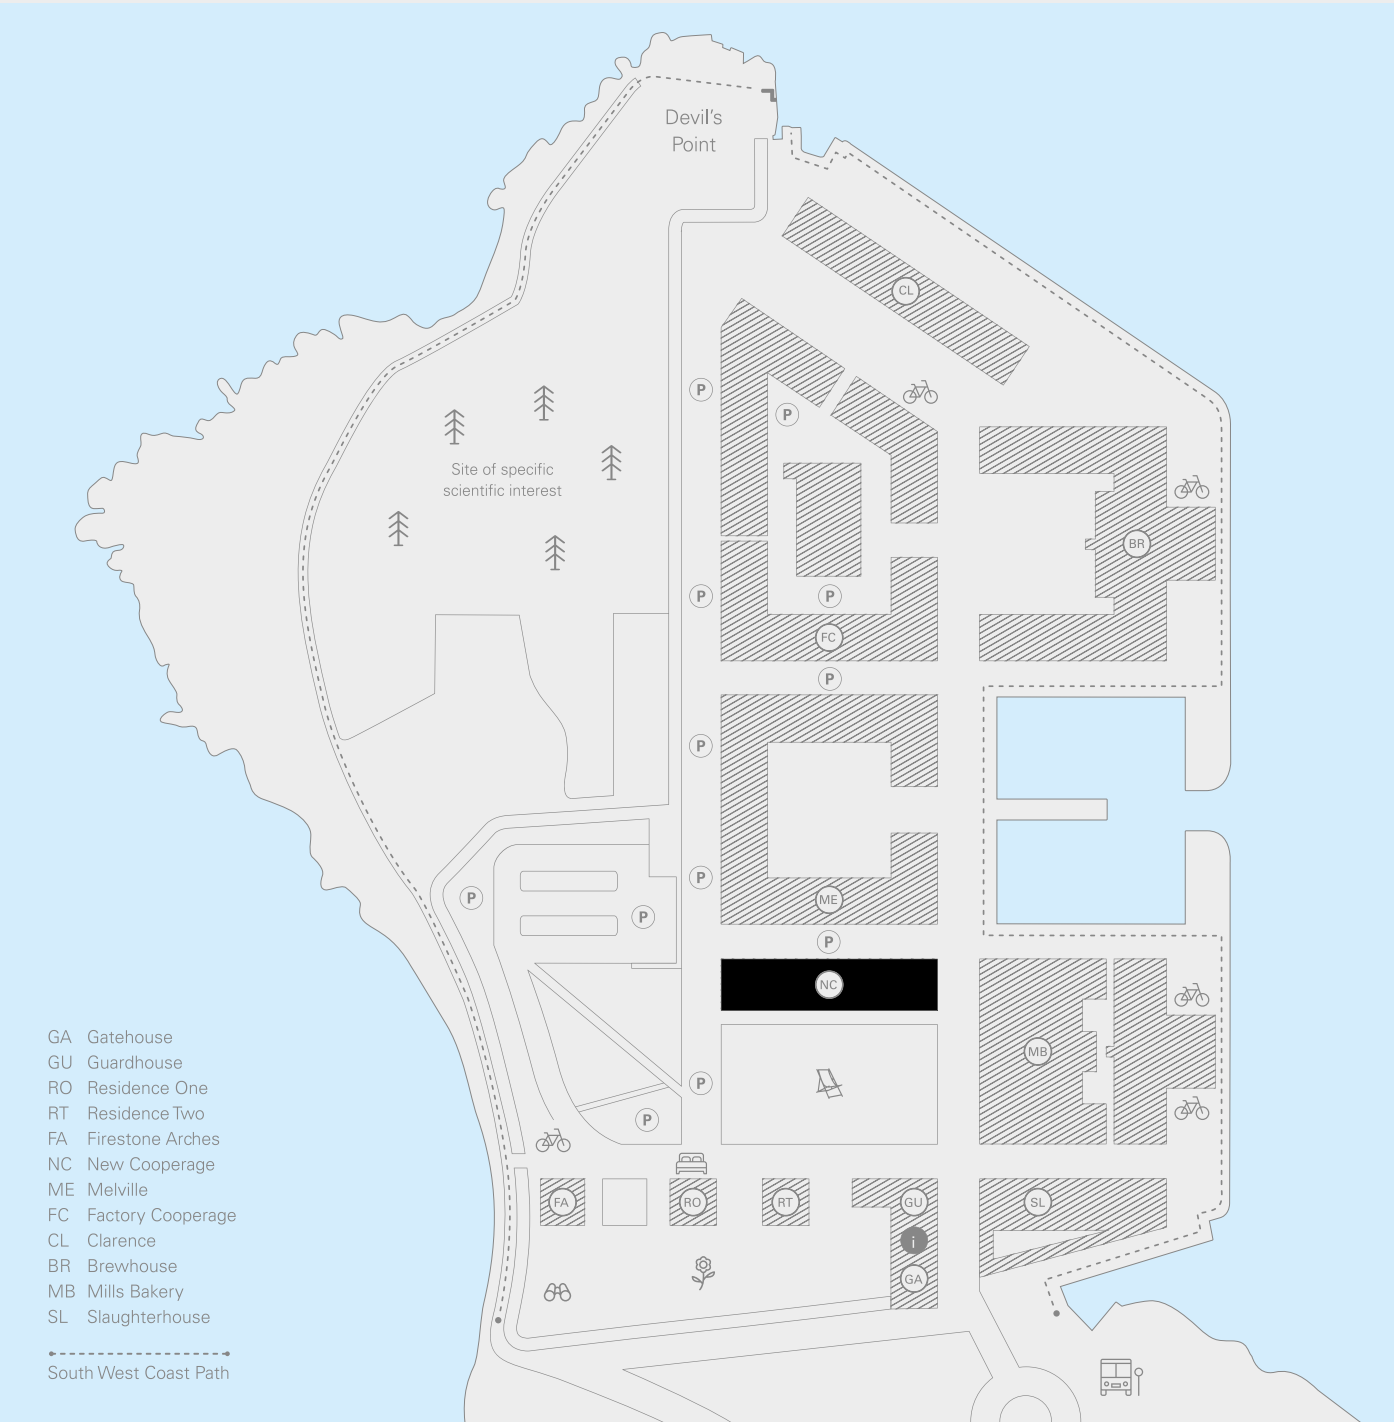 Devil's
Point
CL
P
P
Site of specific
scientific interest
BR
P
P
FC
P
P
P
P
ME
P
P
NC
MB
P
P
GA Gatehouse
GU Guardhouse
RO Residence One
RT Residence Two
FA Firestone Arches
NC New Cooperage
ME Melville
FC Factory Cooperage
CL Clarence
BR Brewhouse
MB Mills Bakery
SL Slaughterhouse
South West Coast Path
FA
RO
RT
GU
SL
i
GA